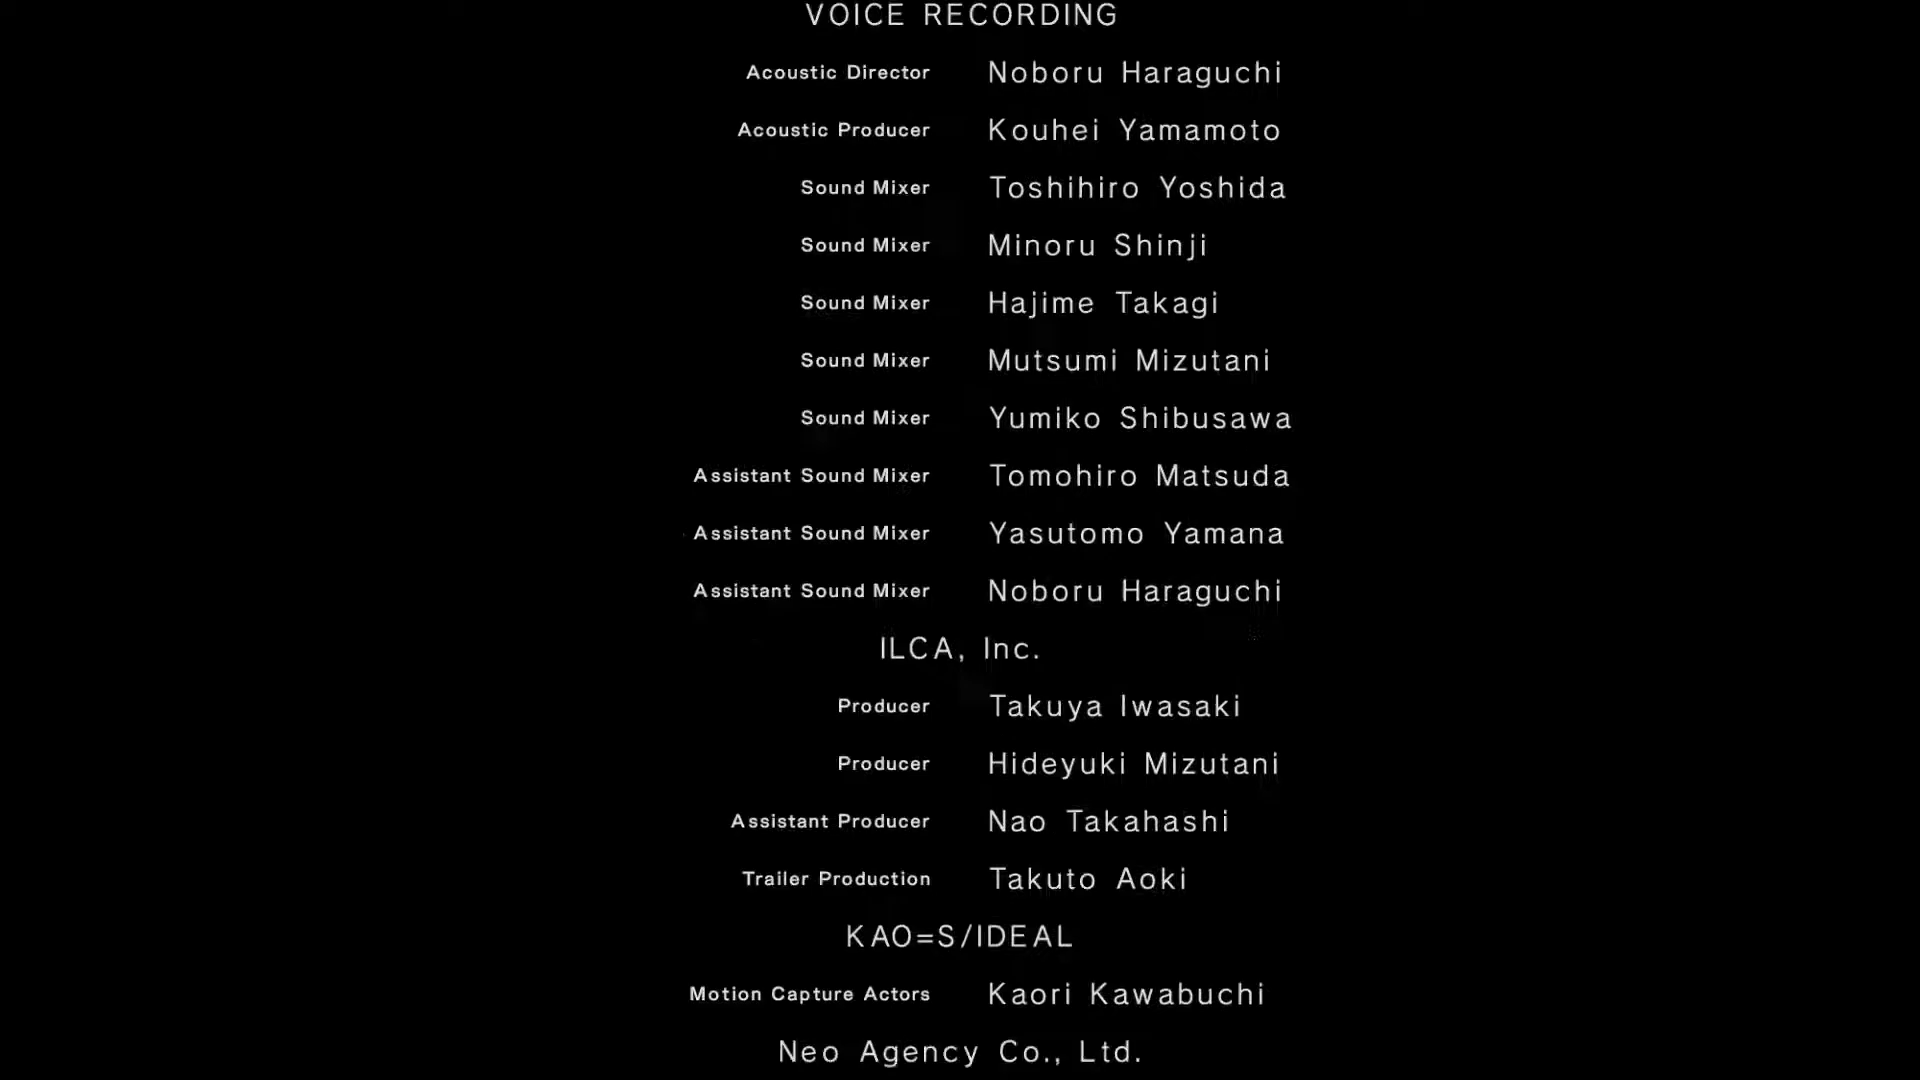 VOICE RECORDING
Acoustic Director Noboru Haraguchi
Acoustic Producer Kouhei Yamamoto
Sound Mixer Toshihiro Yoshida
Sound Mixer Minoru Shinji
Sound Mixer Hajime Takagi
Sound Mixer Mutsumi Mizutani
Sound Mixer Yumiko Shibusawa
Assistant Sound Mixer Tomohiro Matsuda
Assistant Sound Mixer Yasutomo Yamana
Assistant Sound Mixer Noboru Haraguchi
ILCA, Inc.
Producer Takuya Iwasaki
Producer Hideyuki Mizutani
Assistant Producer Nao Takahashi
Trailer Production Takuto Aoki
KAO=S/IDEAL
Motion Capture Actors Kaori Kawabuchi
Neo Agency Co., Ltd.